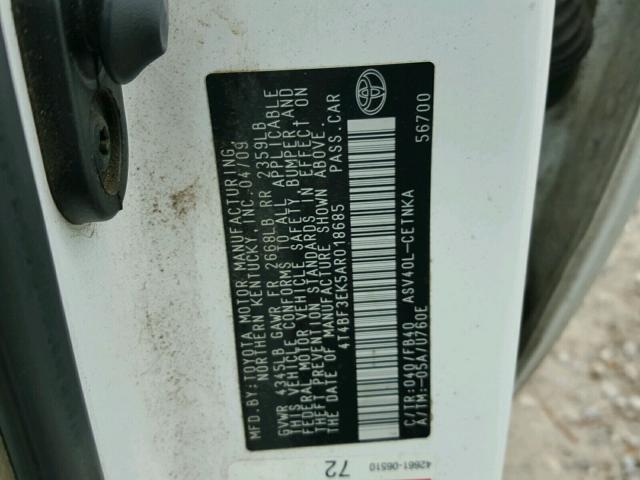 MFD.BY:TOYOTA MOTOR MANUFACTURING,
NORTHERN KENTUCKY, INC. 04/09
GVWR 4345LB GAWR FR 2668LB RR 2359LB
THIS VEHICLE CONFORMS TO ALL APPLICABLE
FEDERAL MOTOR VEHICLE SAFETY BUMPER AND
THEFT PREVENTION STANDARDS IN EFFECT ON
THE DATE OF MANUFACTURE SHOWN ABOVE.
4T4BF3EK5AR018685 PASS.CAR
C/TR:040/FB40 ASV40L-CETNKA 56700
A/TM:-05A/U760E
42661-06510
72